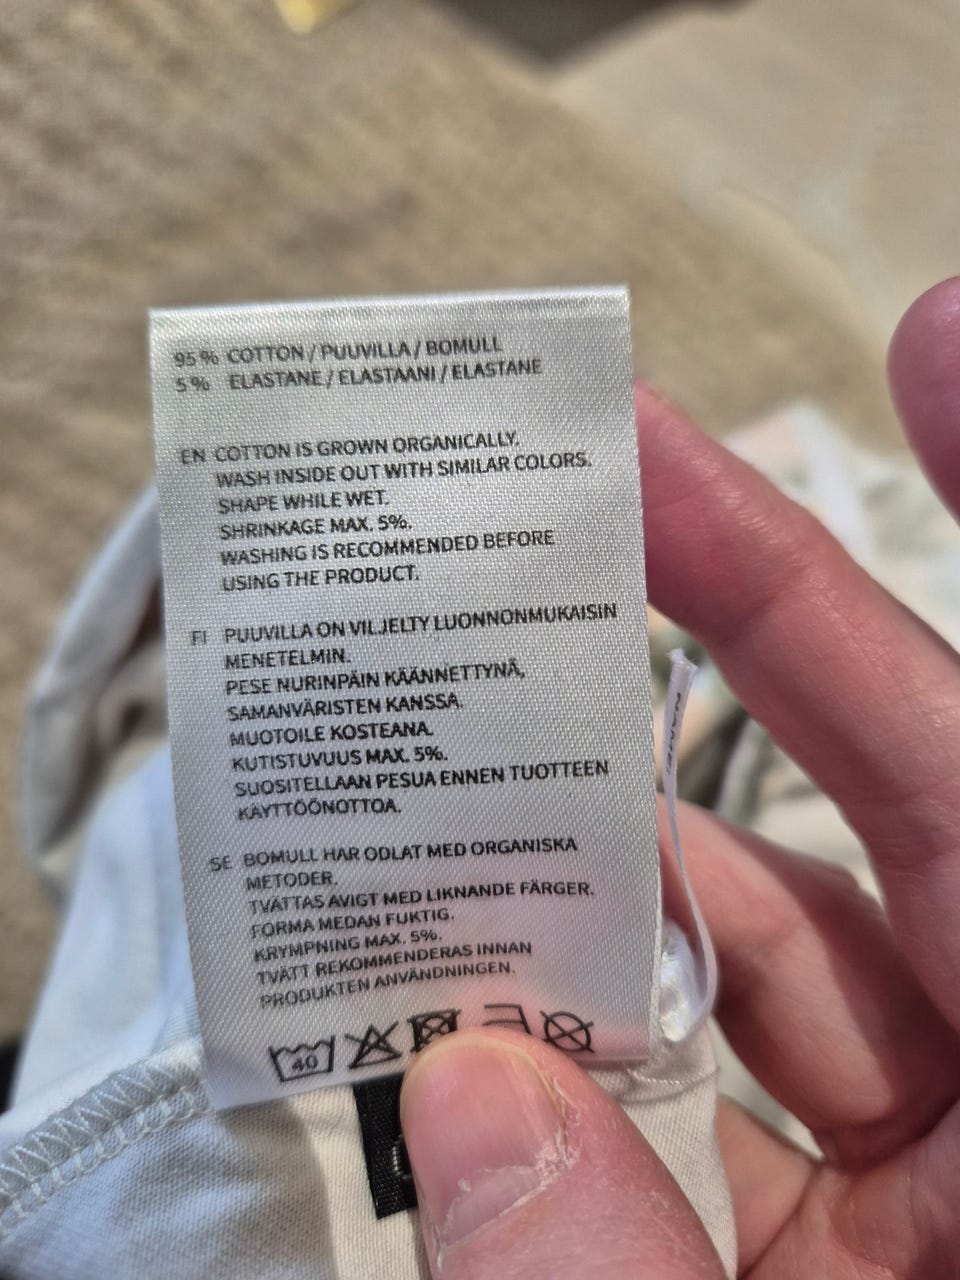 95% COTTON / PUUVILLA / BOMULL
5% ELASTANE / ELASTAANI / ELASTANE
EN COTTON IS GROWN ORGANICALLY.
WASH INSIDE OUT WITH SIMILAR COLORS.
SHAPE WHILE WET.
SHRINKAGE MAX. 5%.
WASHING IS RECOMMENDED BEFORE
USING THE PRODUCT.
FI PUUVILLA ON VILJELTY LUONNONMUKAISIN
MENETELMIN.
PESE NURINPÄIN KÄÄNNETTYNÄ,
SAMANVÄRISTEN KANSSA.
MUOTOILE KOSTEANA.
KUTISTUVUUS MAX. 5%.
SUOSITELLAAN PESUA ENNEN TUOTTEEN
KÄYTTÖÖNOTTOA.
SE BOMULL HAR ODLAT MED ORGANISKA
METODER.
TVÄTTAS AVIGT MED LIKNANDE FÄRGER.
FORMA MEDAN FUKTIG.
KRYMPNING MAX. 5%.
TVÄTT REKOMMENDERAS INNAN
PRODUKTEN ANVÄNDNINGEN.
40